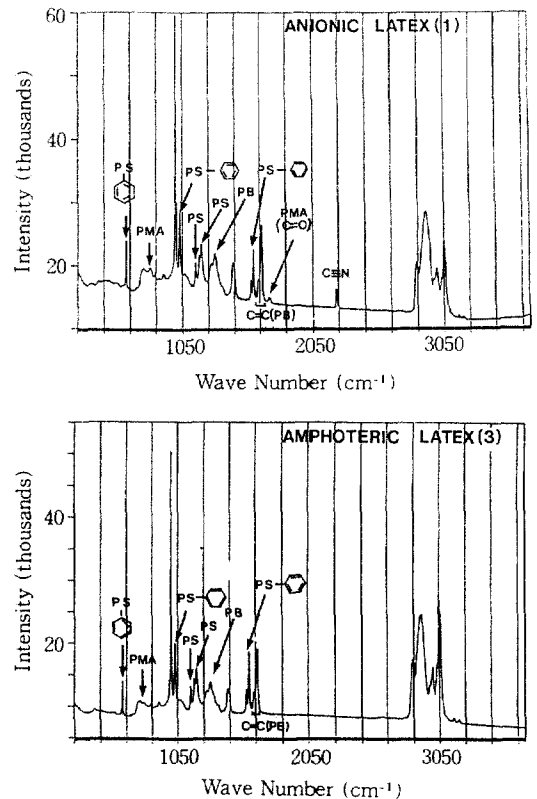 60
ANIONIC LATEX(1)
Intensity (thousands)
40
PS
PS
PS
PS
PB
PS
PMA
PMA
(C=O)
20
C≡N
C=C(PB)
1050
2050
3050
Wave Number (cm⁻¹)
AMPHOTERIC LATEX(3)
Intensity (thousands)
40
PS
PS
PS
PB
PS
PS
PMA
20
C=C(PB)
1050
2050
3050
Wave Number (cm⁻¹)